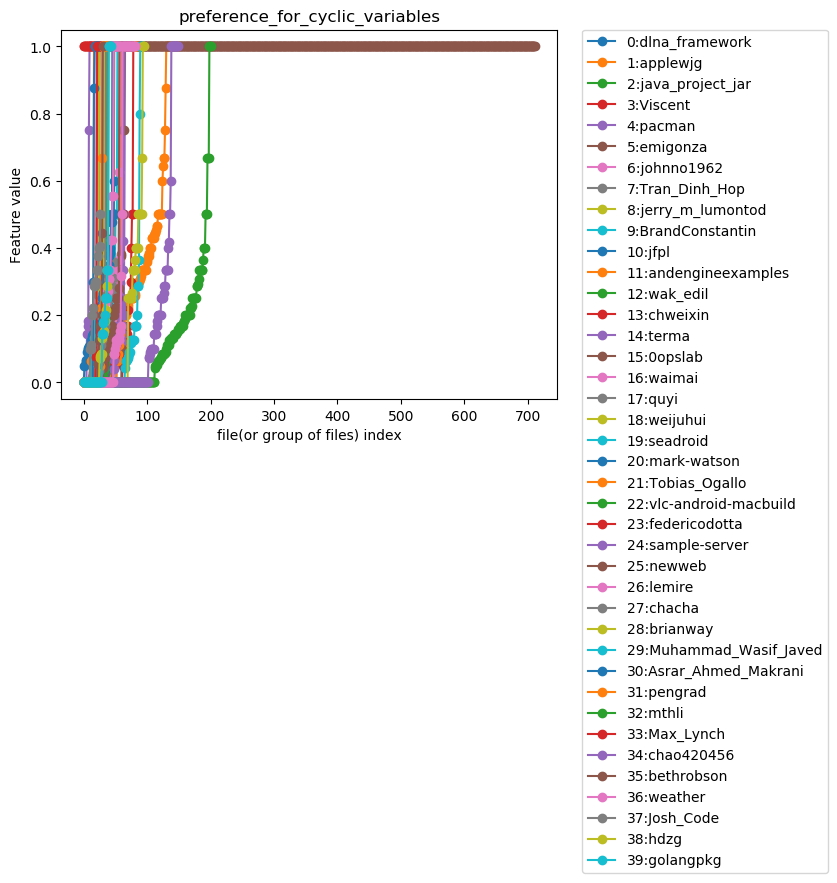 preference_for_cyclic_variables
Feature value
1.0
0.8
0.6
0.4
0.2
0.0
0
100
200
300
400
500
600
700
file(or group of files) index
0:dlna_framework
1:applewjg
2:java_project_jar
3:Viscent
4:pacman
5:emigonza
6:johnno1962
7:Tran_Dinh_Hop
8:jerry_m_lumontod
9:BrandConstantin
10:jfpl
11:andengineexamples
12:wak_edil
13:chweixin
14:terma
15:0opslab
16:waimai
17:quyi
18:weijuhui
19:seadroid
20:mark-watson
21:Tobias_Ogallo
22:vlc-android-macbuild
23:federicodotta
24:sample-server
25:newweb
26:lemire
27:chacha
28:brianway
29:Muhammad_Wasif_Javed
30:Asrar_Ahmed_Makrani
31:pengrad
32:mthli
33:Max_Lynch
34:chao420456
35:bethrobson
36:weather
37:Josh_Code
38:hdzg
39:golangpkg